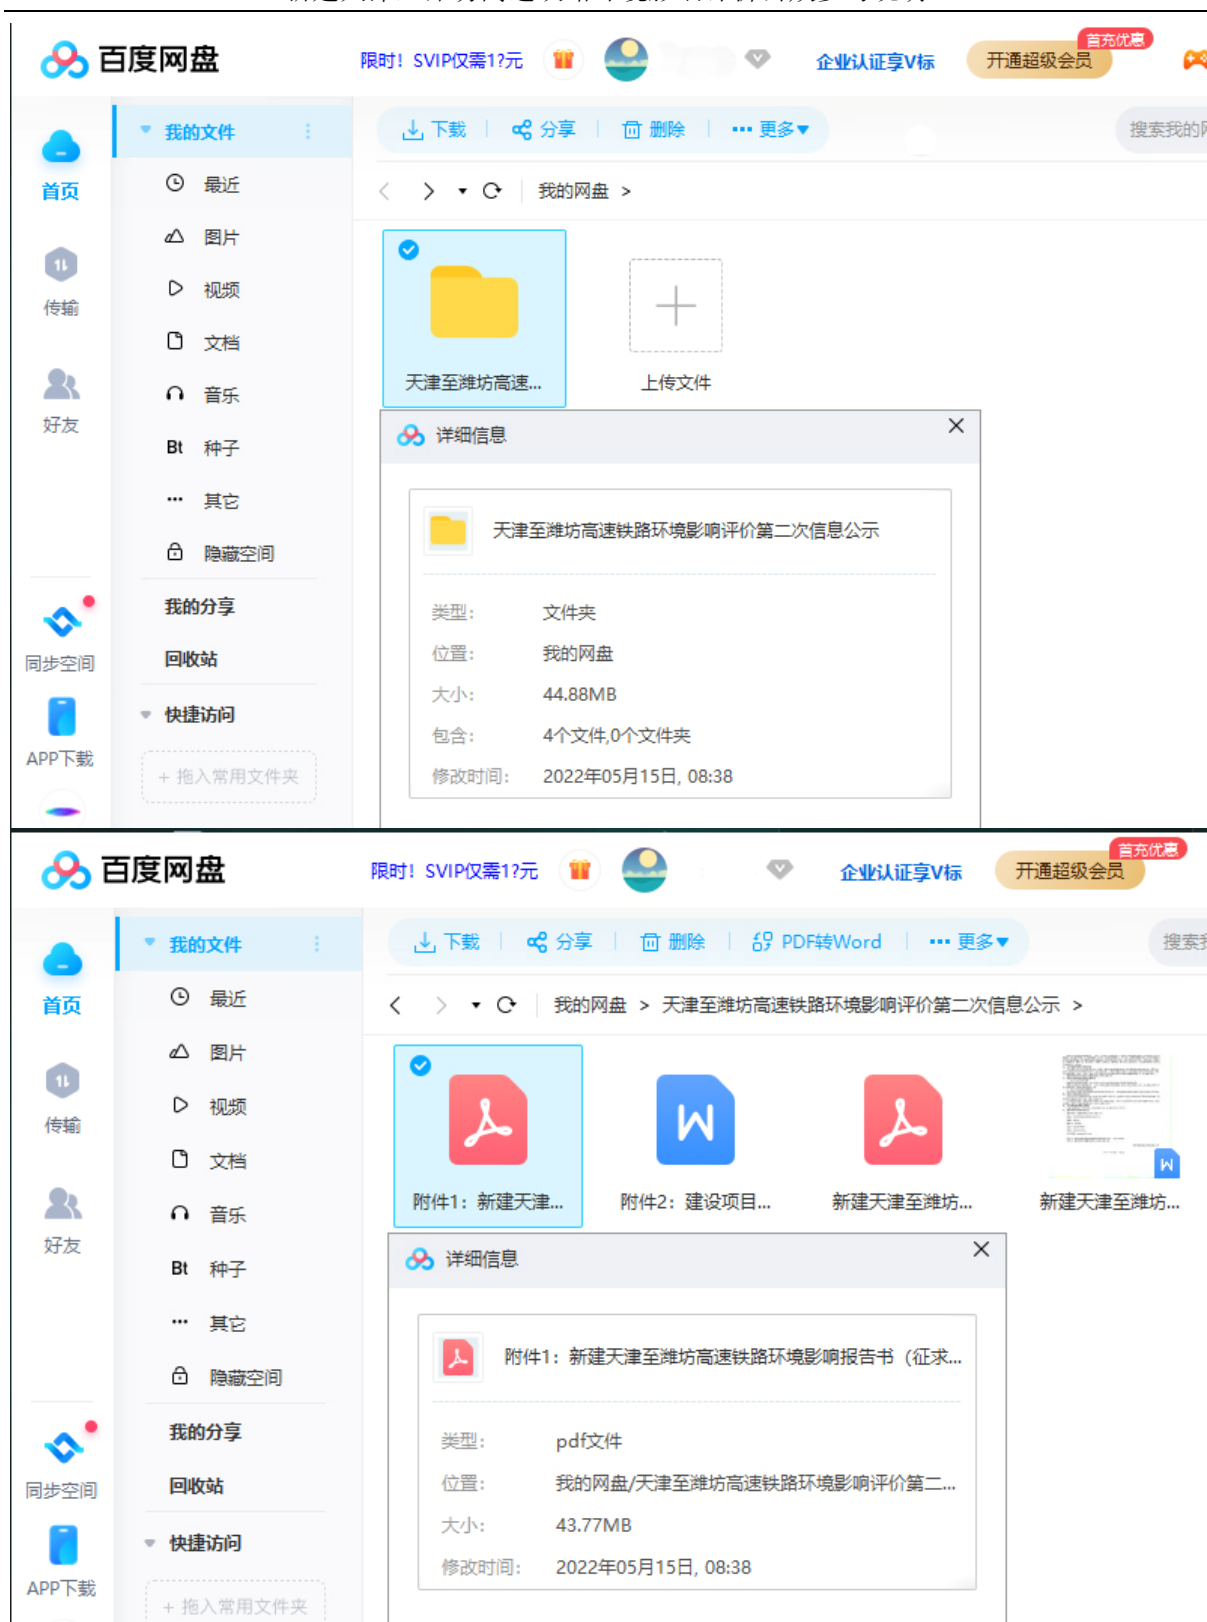 百度网盘
限时！SVIP仅需1?元
企业认证享V标
开通超级会员
首充优惠
首页
传输
好友
同步空间
APP下载
我的文件
最近
图片
视频
文档
音乐
Bt 种子
其它
隐藏空间
我的分享
回收站
快捷访问
+ 拖入常用文件夹
下载 分享 删除 更多
搜索我的
我的网盘 >
天津至潍坊高速...
上传文件
详细信息
天津至潍坊高速铁路环境影响评价第二次信息公示
类型： 文件夹
位置： 我的网盘
大小： 44.88MB
包含： 4个文件,0个文件夹
修改时间： 2022年05月15日, 08:38
百度网盘
限时！SVIP仅需1?元
企业认证享V标
开通超级会员
首充优惠
首页
传输
好友
同步空间
APP下载
我的文件
最近
图片
视频
文档
音乐
Bt 种子
其它
隐藏空间
我的分享
回收站
快捷访问
+ 拖入常用文件夹
下载 分享 删除 PDF转Word 更多
搜索
我的网盘 > 天津至潍坊高速铁路环境影响评价第二次信息公示 >
附件1：新建天津...
附件2：建设项目...
新建天津至潍坊...
新建天津至潍坊...
详细信息
附件1：新建天津至潍坊高速铁路环境影响报告书（征求...
类型： pdf文件
位置： 我的网盘/天津至潍坊高速铁路环境影响评价第二...
大小： 43.77MB
修改时间： 2022年05月15日, 08:38